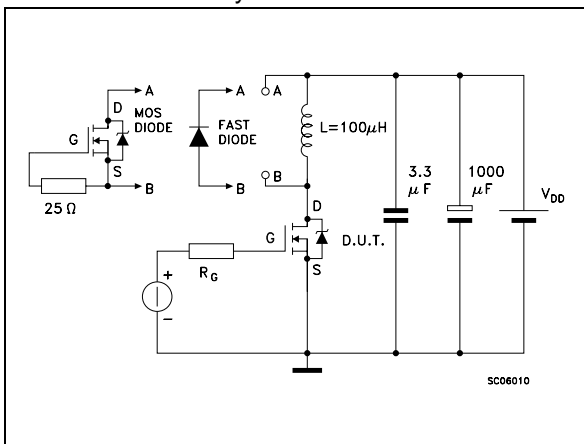 A
D
MOS
DIODE
G
S
B
25 Ω
A
FAST
DIODE
B
A
L=100μH
B
D
G
D.U.T.
S
RG
+
−
3.3
μF
1000
μF
VDD
SC06010